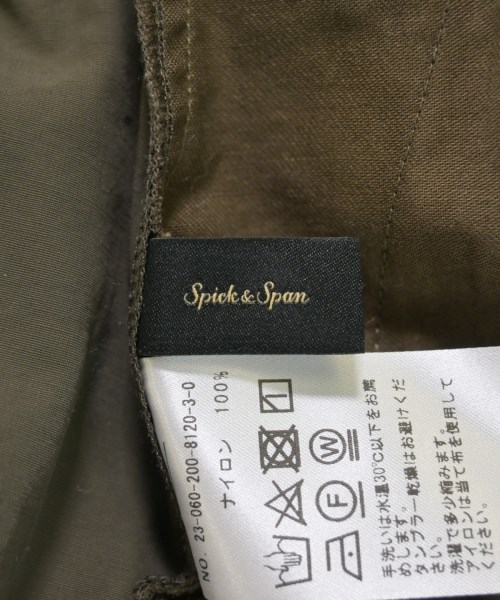 Spick & Span
NO. 23-060-200-8120-3-0
ナイロン 100%
W
F
手洗いは水温30℃以下をお薦
めします。
タンブラー乾燥はお避けくだ
さい。
洗濯で多少縮みます。
アイロンは当て布を使用して
ください。